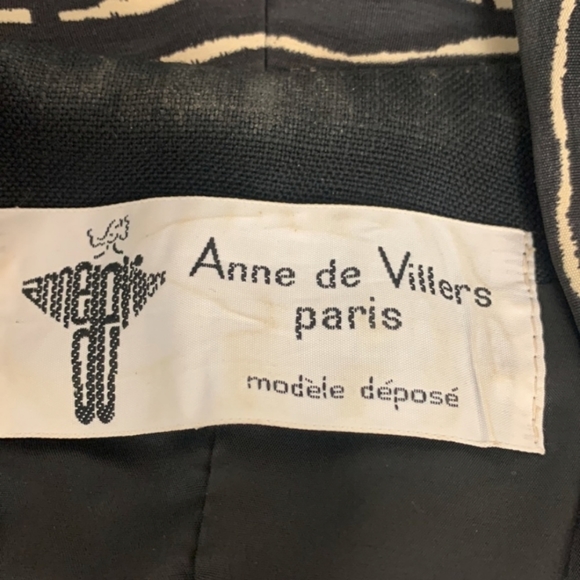 Anne de Villers
paris
modèle déposé